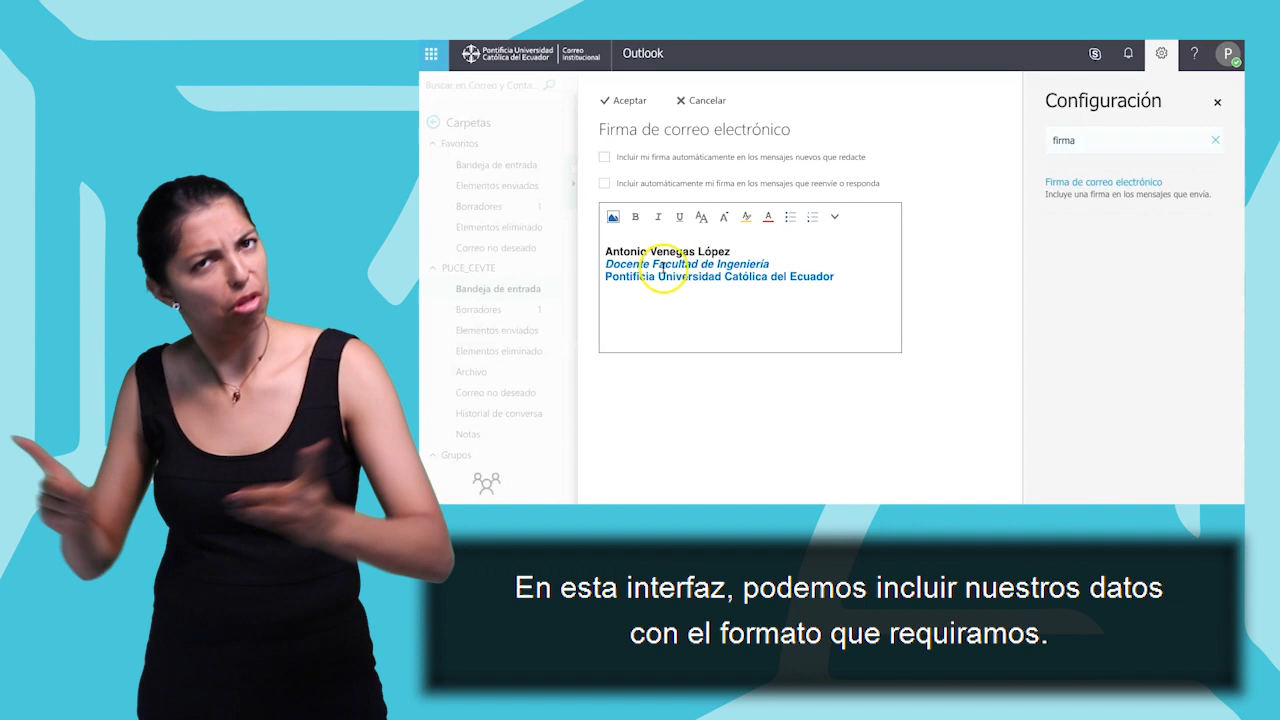 Pontificia Universidad
Católica del Ecuador
Correo
Institucional
Outlook
?
P
Buscar en Correo y Conta...
Carpetas
Favoritos
Bandeja de entrada
Elementos enviados
Borradores 1
Elementos eliminado
Correo no deseado
PUCE_CEVTE
Bandeja de entrada
Borradores 1
Elementos enviados
Elementos eliminado
Archivo
Correo no deseado
Historial de conversa
Notas
Grupos
Aceptar
Cancelar
Firma de correo electrónico
Incluir mi firma automáticamente en los mensajes nuevos que redacte
Incluir automáticamente mi firma en los mensajes que reenvíe o responda
B I U AA A A
Antonio Venegas López
Docente Facultad de Ingeniería
Pontificia Universidad Católica del Ecuador
Configuración
firma
Firma de correo electrónico
Incluye una firma en los mensajes que envía.
En esta interfaz, podemos incluir nuestros datos
con el formato que requiramos.